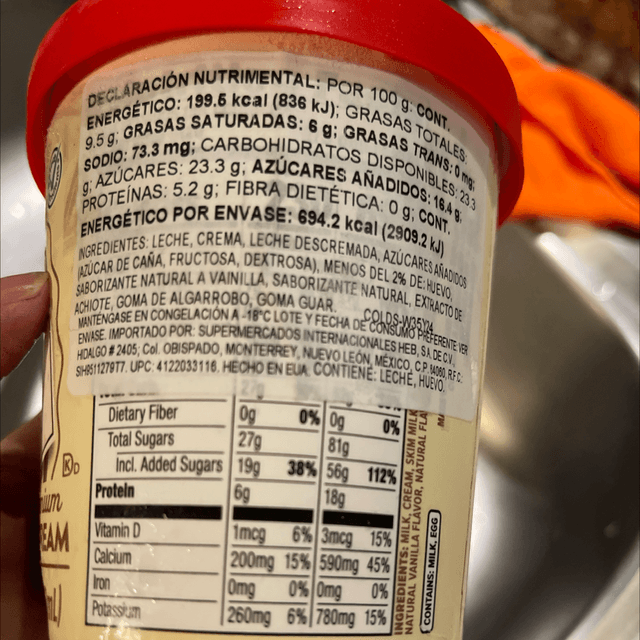 DECLARACIÓN NUTRIMENTAL: POR 100 g: CONT.
ENERGÉTICO: 199.5 kcal (836 kJ); GRASAS TOTALES:
9.5 g; GRASAS SATURADAS: 6 g; GRASAS TRANS: 0 mg;
SODIO: 73.3 mg; CARBOHIDRATOS DISPONIBLES: 23.3
g; AZÚCARES: 23.3 g; AZÚCARES AÑADIDOS: 16.4 g;
PROTEÍNAS: 5.2 g; FIBRA DIETÉTICA: 0 g; CONT.
ENERGÉTICO POR ENVASE: 694.2 kcal (2909.2 kJ)
INGREDIENTES: LECHE, CREMA, LECHE DESCREMADA, AZÚCARES AÑADIDOS
(AZÚCAR DE CAÑA, FRUCTOSA, DEXTROSA), MENOS DEL 2% DE: HUEVO,
SABORIZANTE NATURAL A VAINILLA, SABORIZANTE NATURAL, EXTRACTO DE
ACHIOTE, GOMA DE ALGARROBO, GOMA GUAR. COLDS-W35124
MANTÉNGASE EN CONGELACIÓN A -18°C LOTE Y FECHA DE CONSUMO PREFERENTE: VER
ENVASE. IMPORTADO POR: SUPERMERCADOS INTERNACIONALES HEB, S.A. DE C.V.,
HIDALGO # 2405; Col. OBISPADO, MONTERREY, NUEVO LEÓN, MÉXICO, C.P. 64060, R.F.C.
SIH9511279T7. UPC: 4122033116. HECHO EN EUA. CONTIENE: LECHE, HUEVO.
Dietary Fiber 0g 0% 0g 0%
Total Sugars 27g 81g
Incl. Added Sugars 19g 38% 56g 112%
Protein 6g 18g
Vitamin D 1mcg 6% 3mcg 15%
Calcium 200mg 15% 590mg 45%
Iron 0mg 0% 0mg 0%
Potassium 260mg 6% 780mg 15%
INGREDIENTS: MILK, CREAM, SKIM MILK
NATURAL VANILLA FLAVOR, NATURAL FLA
CONTAINS: MILK, EGG
ium
EAM
mL)
K D